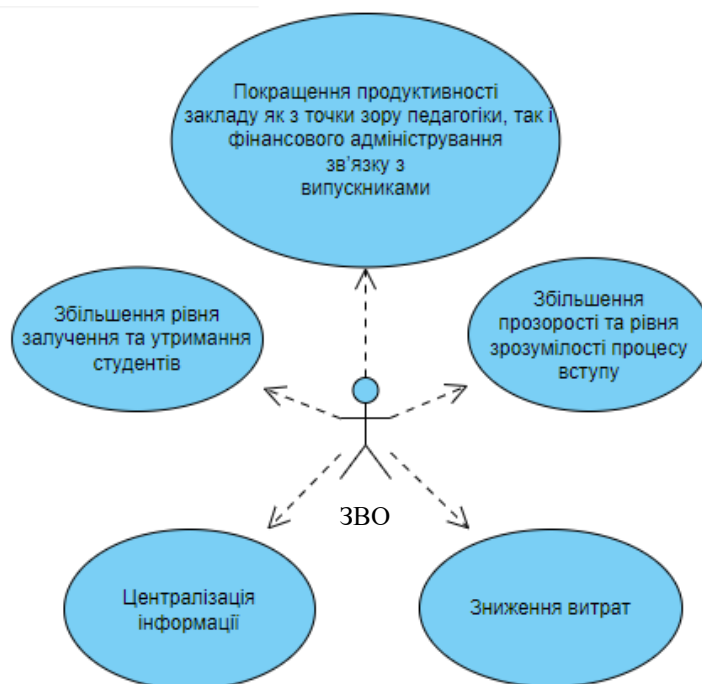 Покращення продуктивності
закладу як з точки зору педагогіки, так і
фінансового адміністрування
зв'язку з
випускниками
Збільшення рівня
залучення та утримання
студентів
Збільшення
прозорості та рівня
зрозумілості процесу
вступу
ЗВО
Централізація
інформації
Зниження витрат